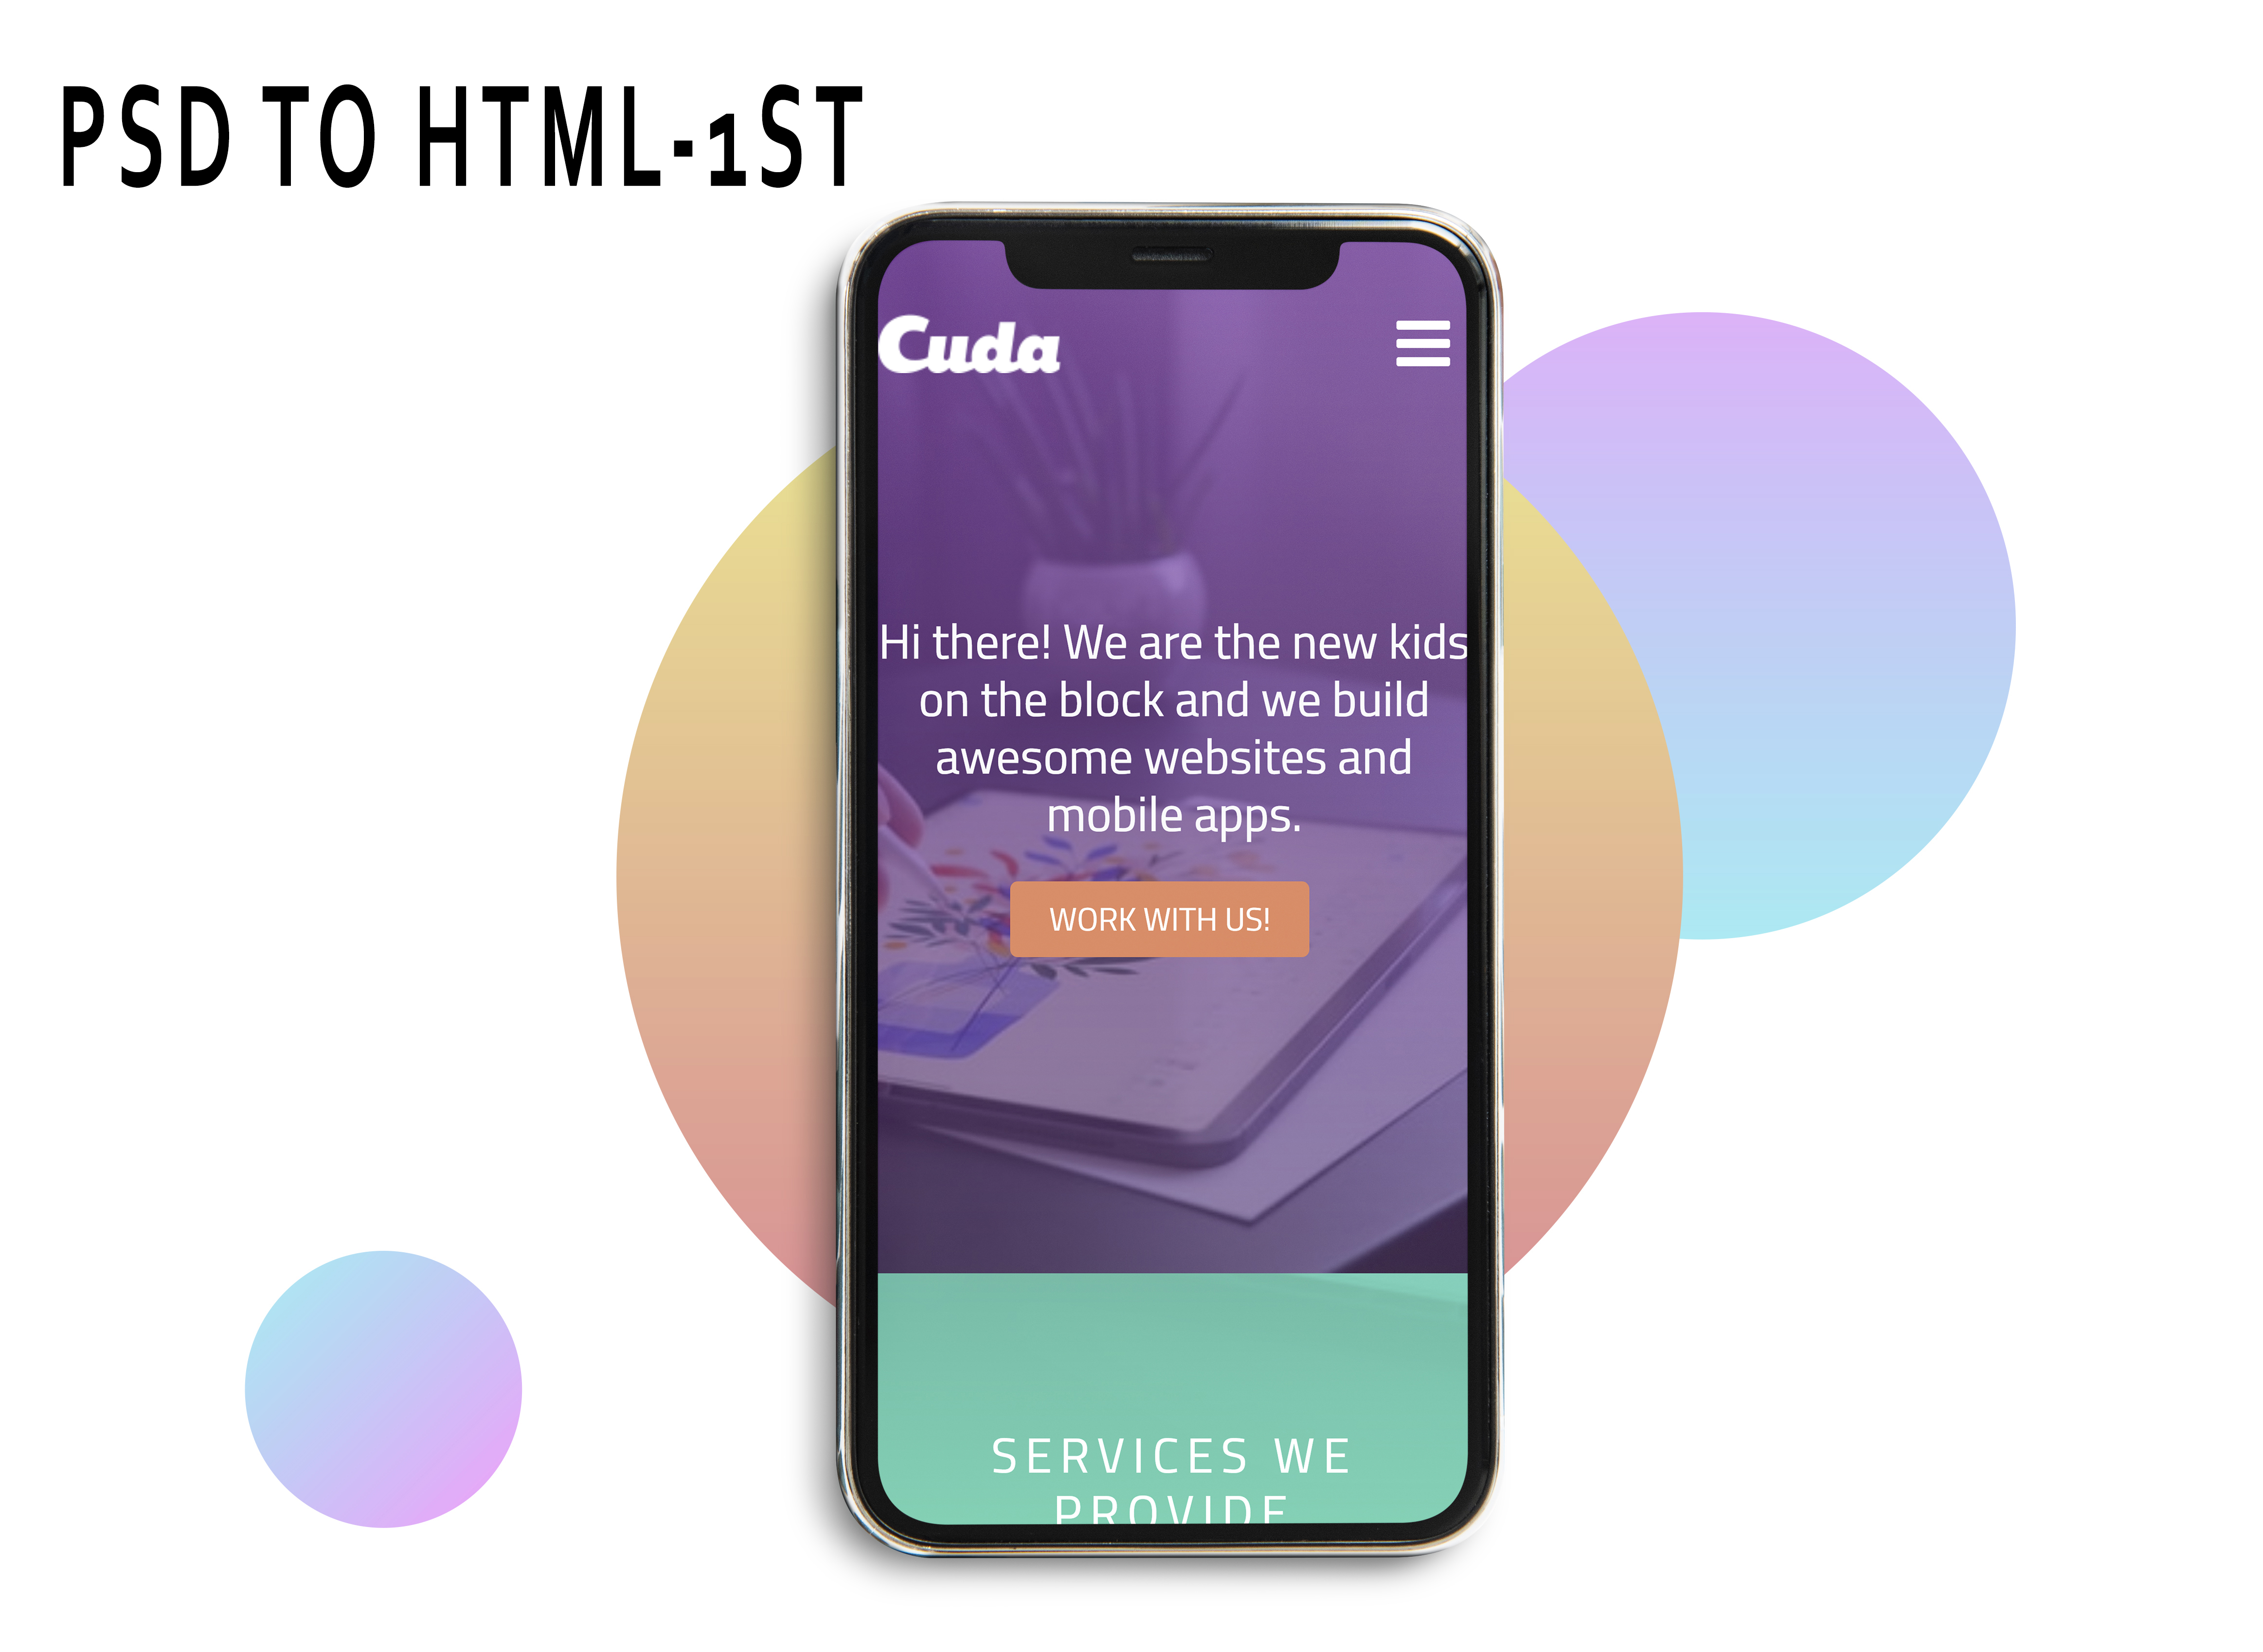 PSD TO HTML-1ST
Cuda
Hi there! We are the new kids
on the block and we build
awesome websites and
mobile apps.
WORK WITH US!
SERVICES WE
PROVIDE